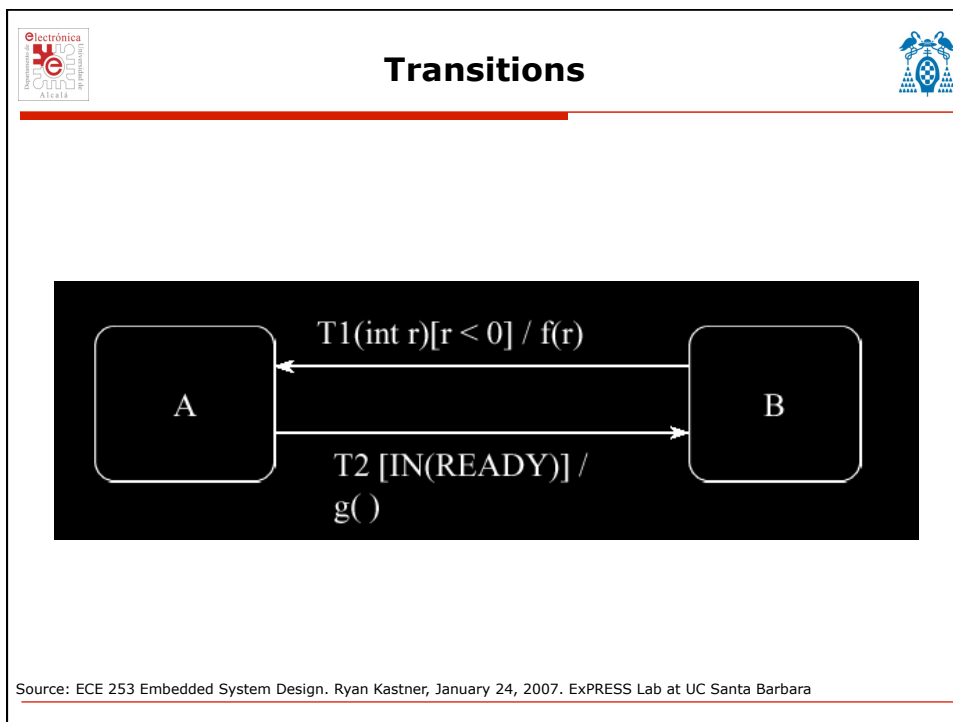 electrónica
Departamento de
Universidad de
Alcalá
Transitions
T1(int r)[r < 0] / f(r)
A
B
T2 [IN(READY)] /
g( )
Source: ECE 253 Embedded System Design. Ryan Kastner, January 24, 2007. ExPRESS Lab at UC Santa Barbara